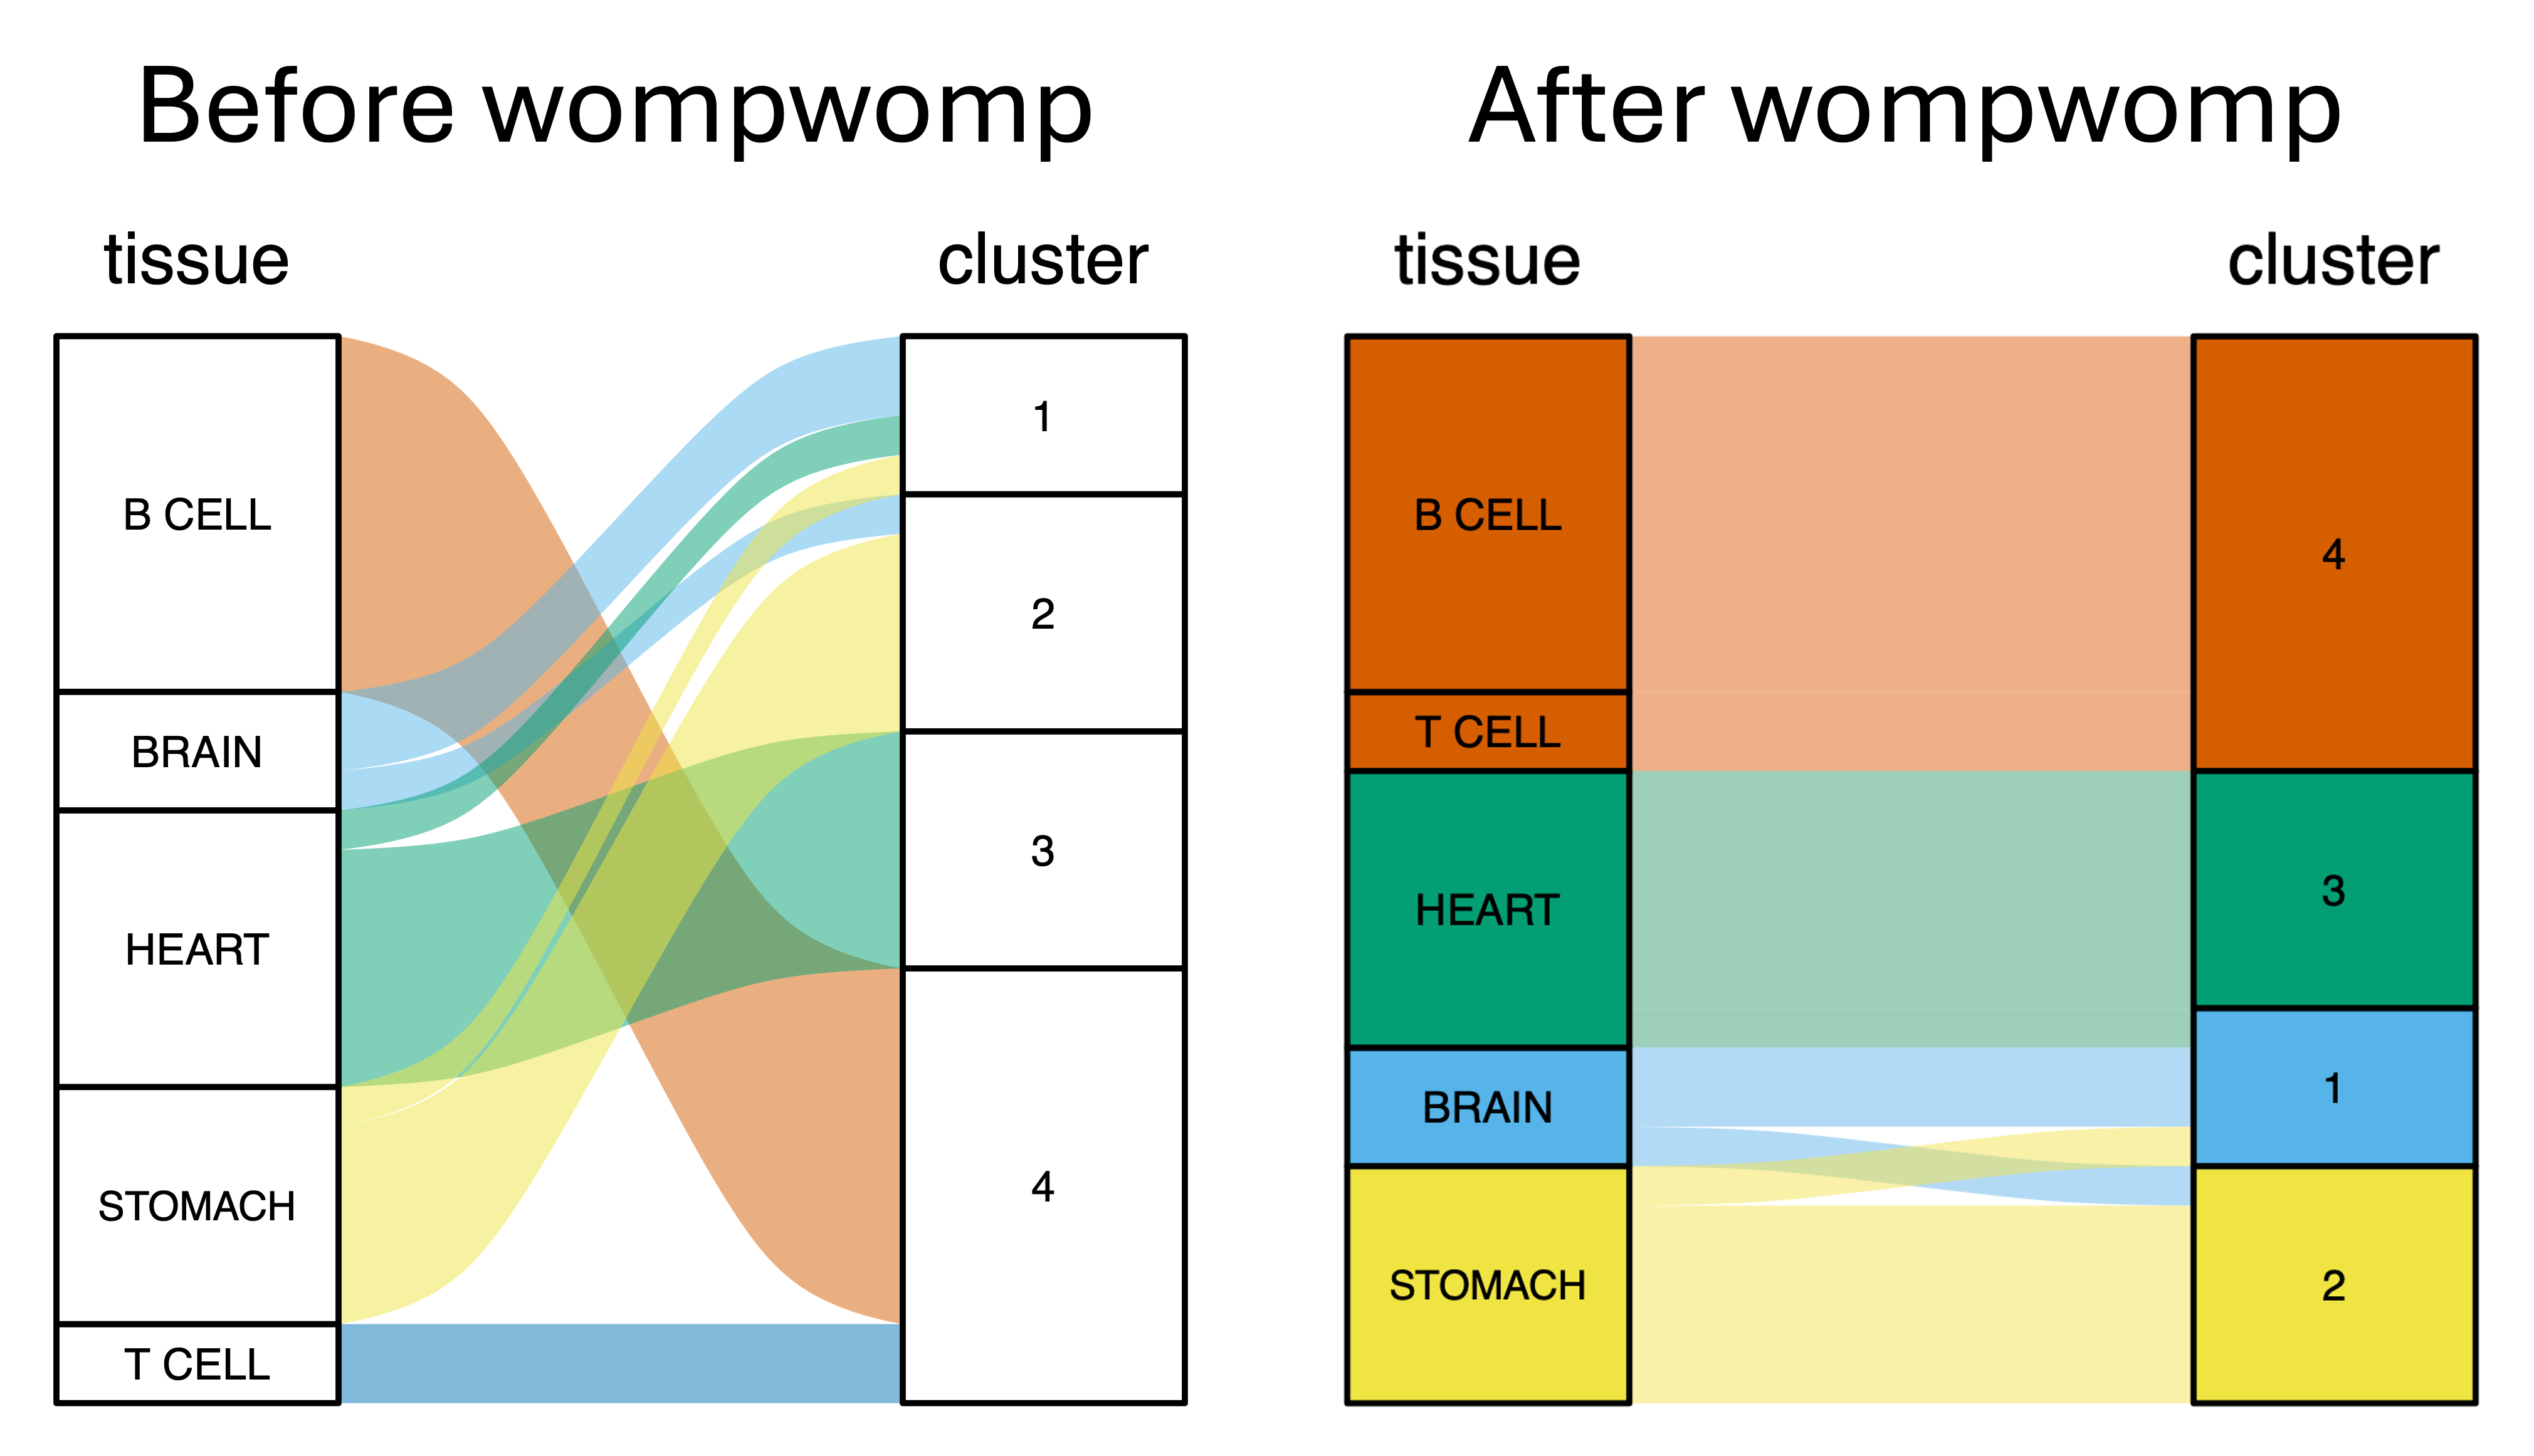 Before wompwomp
tissue
cluster
B CELL
BRAIN
HEART
STOMACH
T CELL
1
2
3
4
After wompwomp
tissue
cluster
B CELL
T CELL
HEART
BRAIN
STOMACH
4
3
1
2